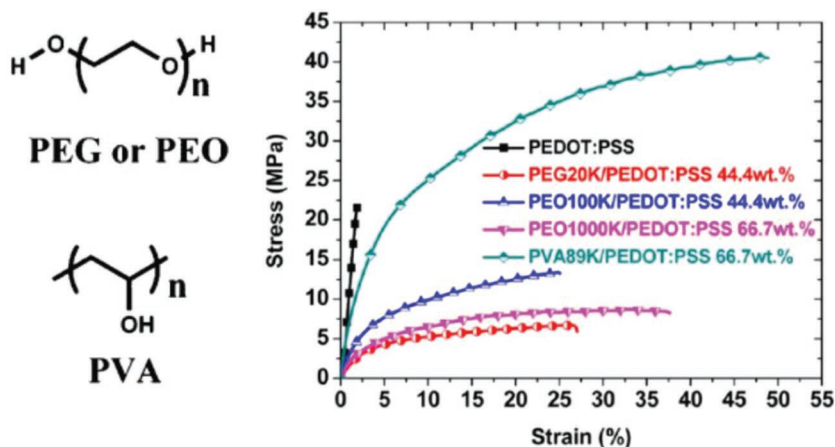 H
O
O
H
n
PEG or PEO
n
OH
PVA
Stress (MPa)
45
40
35
30
25
20
15
10
5
0
PEDOT:PSS
PEG20K/PEDOT:PSS 44.4wt.%
PEO100K/PEDOT:PSS 44.4wt.%
PEO1000K/PEDOT:PSS 66.7wt.%
PVA89K/PEDOT:PSS 66.7wt.%
0 5 10 15 20 25 30 35 40 45 50 55
Strain (%)